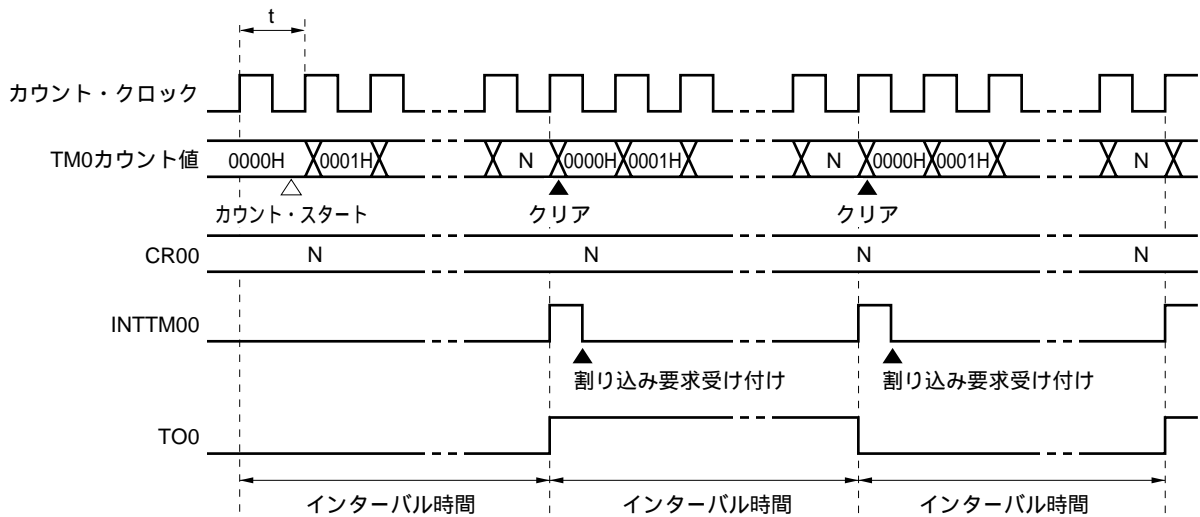 t
カウント・クロック
TM0カウント値 0000H 0001H N 0000H 0001H N 0000H 0001H N
カウント・スタート クリア クリア
CR00 N N N N
INTTM00
割り込み要求受け付け 割り込み要求受け付け
TO0
インターバル時間 インターバル時間 インターバル時間